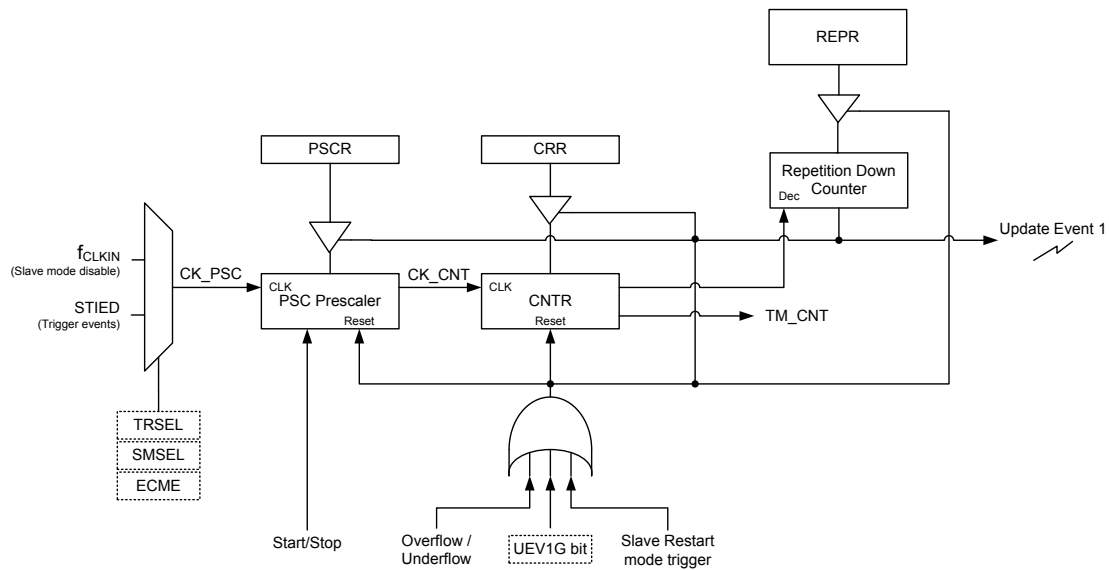 REPR
PSCR
CRR
Repetition Down
Counter
Dec
Update Event 1
fCLKIN
(Slave mode disable)
CK_PSC
CLK
PSC Prescaler
Reset
CK_CNT
CLK
CNTR
Reset
STIED
(Trigger events)
TM_CNT
TRSEL
SMSEL
ECME
Start/Stop
Overflow /
Underflow
UEV1G bit
Slave Restart
mode trigger